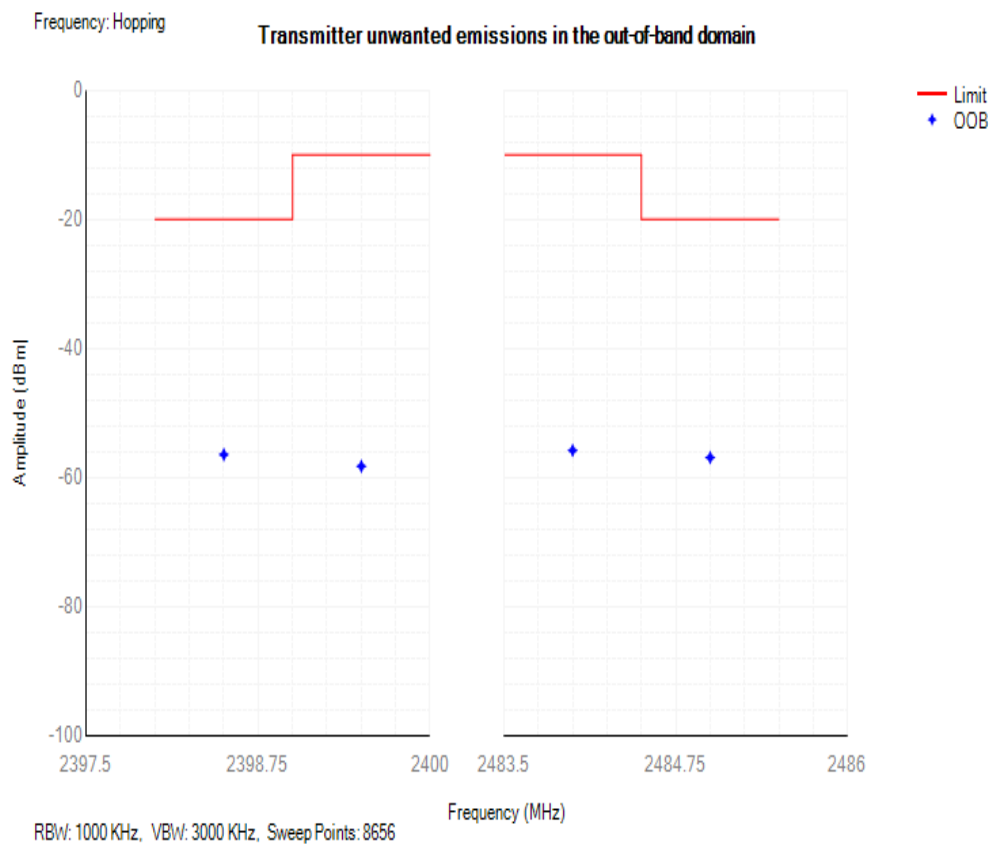 Frequency: Hopping
Transmitter unwanted emissions in the out-of-band domain
Limit
OOB
0
-20
-40
-60
-80
-100
Amplitude (dBm)
2397.5 2398.75 2400 2483.5 2484.75 2486
Frequency (MHz)
RBW: 1000 KHz, VBW: 3000 KHz, Sweep Points: 8656